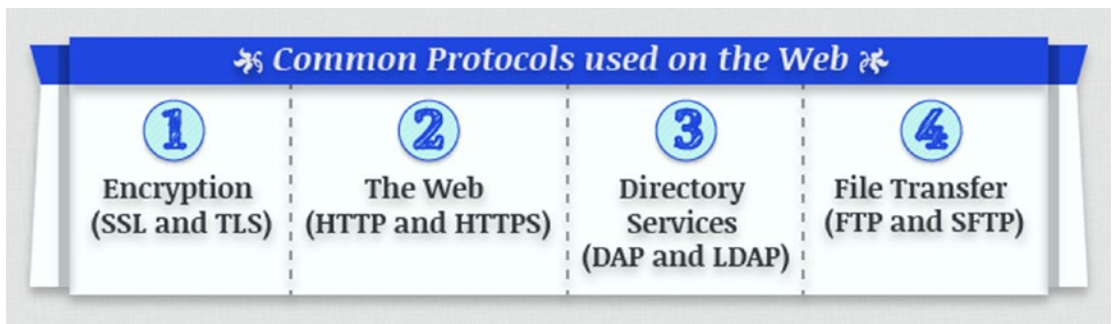 Common Protocols used on the Web
1
Encryption
(SSL and TLS)
2
The Web
(HTTP and HTTPS)
3
Directory
Services
(DAP and LDAP)
4
File Transfer
(FTP and SFTP)